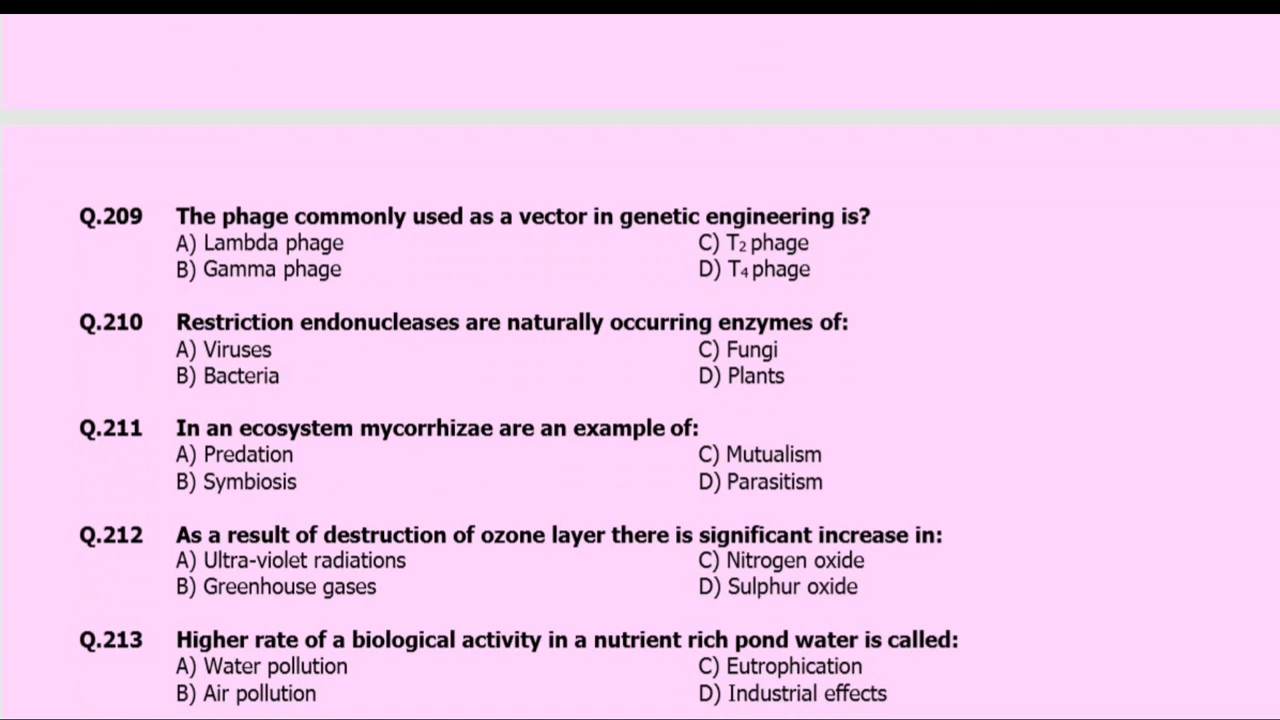 Q.209 The phage commonly used as a vector in genetic engineering is?
A) Lambda phage C) T2 phage
B) Gamma phage D) T4 phage
Q.210 Restriction endonucleases are naturally occurring enzymes of:
A) Viruses C) Fungi
B) Bacteria D) Plants
Q.211 In an ecosystem mycorrhizae are an example of:
A) Predation C) Mutualism
B) Symbiosis D) Parasitism
Q.212 As a result of destruction of ozone layer there is significant increase in:
A) Ultra-violet radiations C) Nitrogen oxide
B) Greenhouse gases D) Sulphur oxide
Q.213 Higher rate of a biological activity in a nutrient rich pond water is called:
A) Water pollution C) Eutrophication
B) Air pollution D) Industrial effects